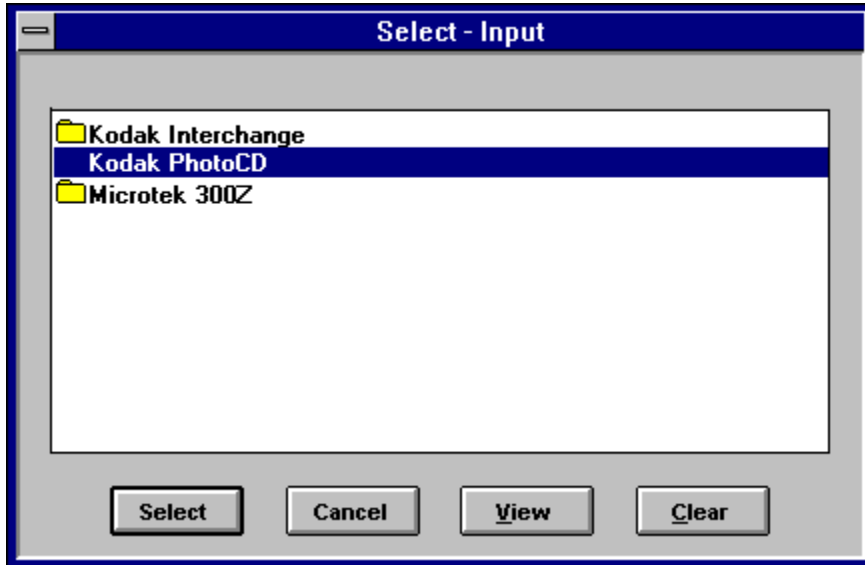 Select - Input
Kodak Interchange
Kodak PhotoCD
Microtek 300Z
Select Cancel View Clear